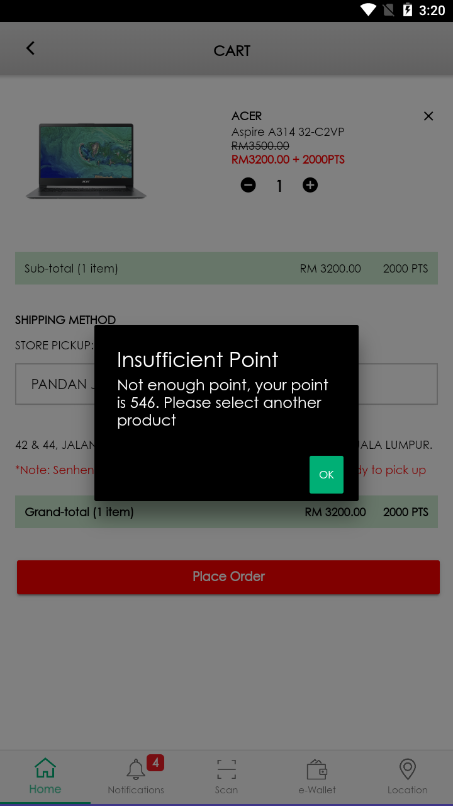 3:20
CART
ACER
Aspire A314 32-C2VP
RM3500.00
RM3200.00 + 2000PTS
1
Sub-total (1 item) RM 3200.00 2000 PTS
SHIPPING METHOD
STORE PICKUP:
PANDAN J
Insufficient Point
Not enough point, your point
is 546. Please select another
product
OK
42 & 44, JALAN ALA LUMPUR.
*Note: Senhen dy to pick up
Grand-total (1 item) RM 3200.00 2000 PTS
Place Order
4
Home Notifications Scan e-Wallet Location